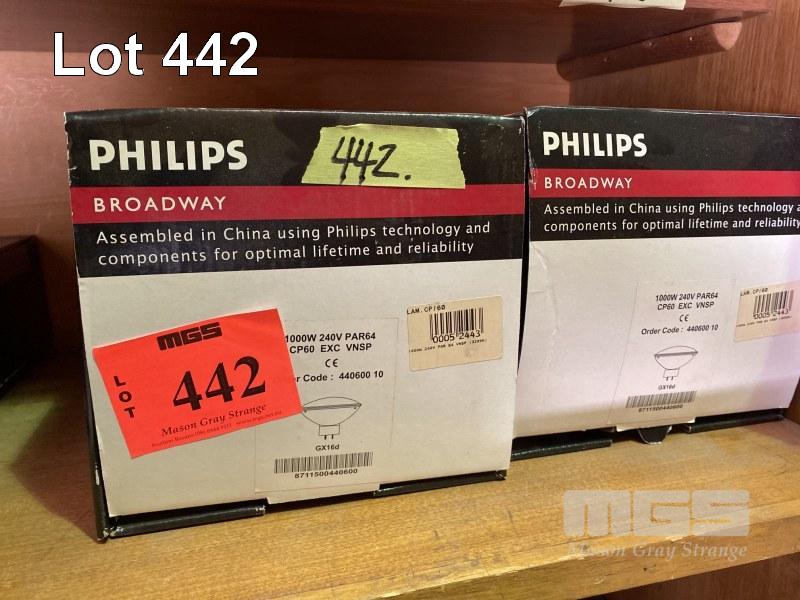 Lot 442
PHILIPS
442.
BROADWAY
Assembled in China using Philips technology and
components for optimal lifetime and reliability
1000W 240V PAR64
CP60 EXC VNSP
CE
Order Code : 440600 10
GX16d
8711500440600
LAM.CP/60
0005 2443
MGS
LOT
442
Mason Gray Strange
PHILIPS
BROADWAY
Assembled in China using Philips technology
components for optimal lifetime and reliability
1000W 240V PAR64
CP60 EXC VNSP
CE
Order Code : 440600 10
GX16d
8711500440600
LAM.CP/60
0005 2443
MGS
Mason Gray Strange